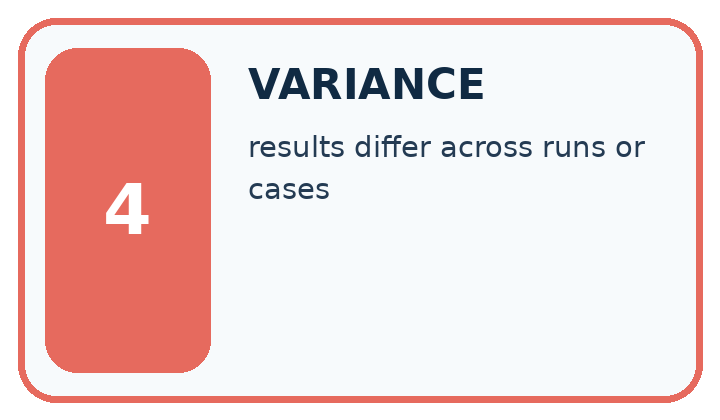 4
VARIANCE
results differ across runs or
cases